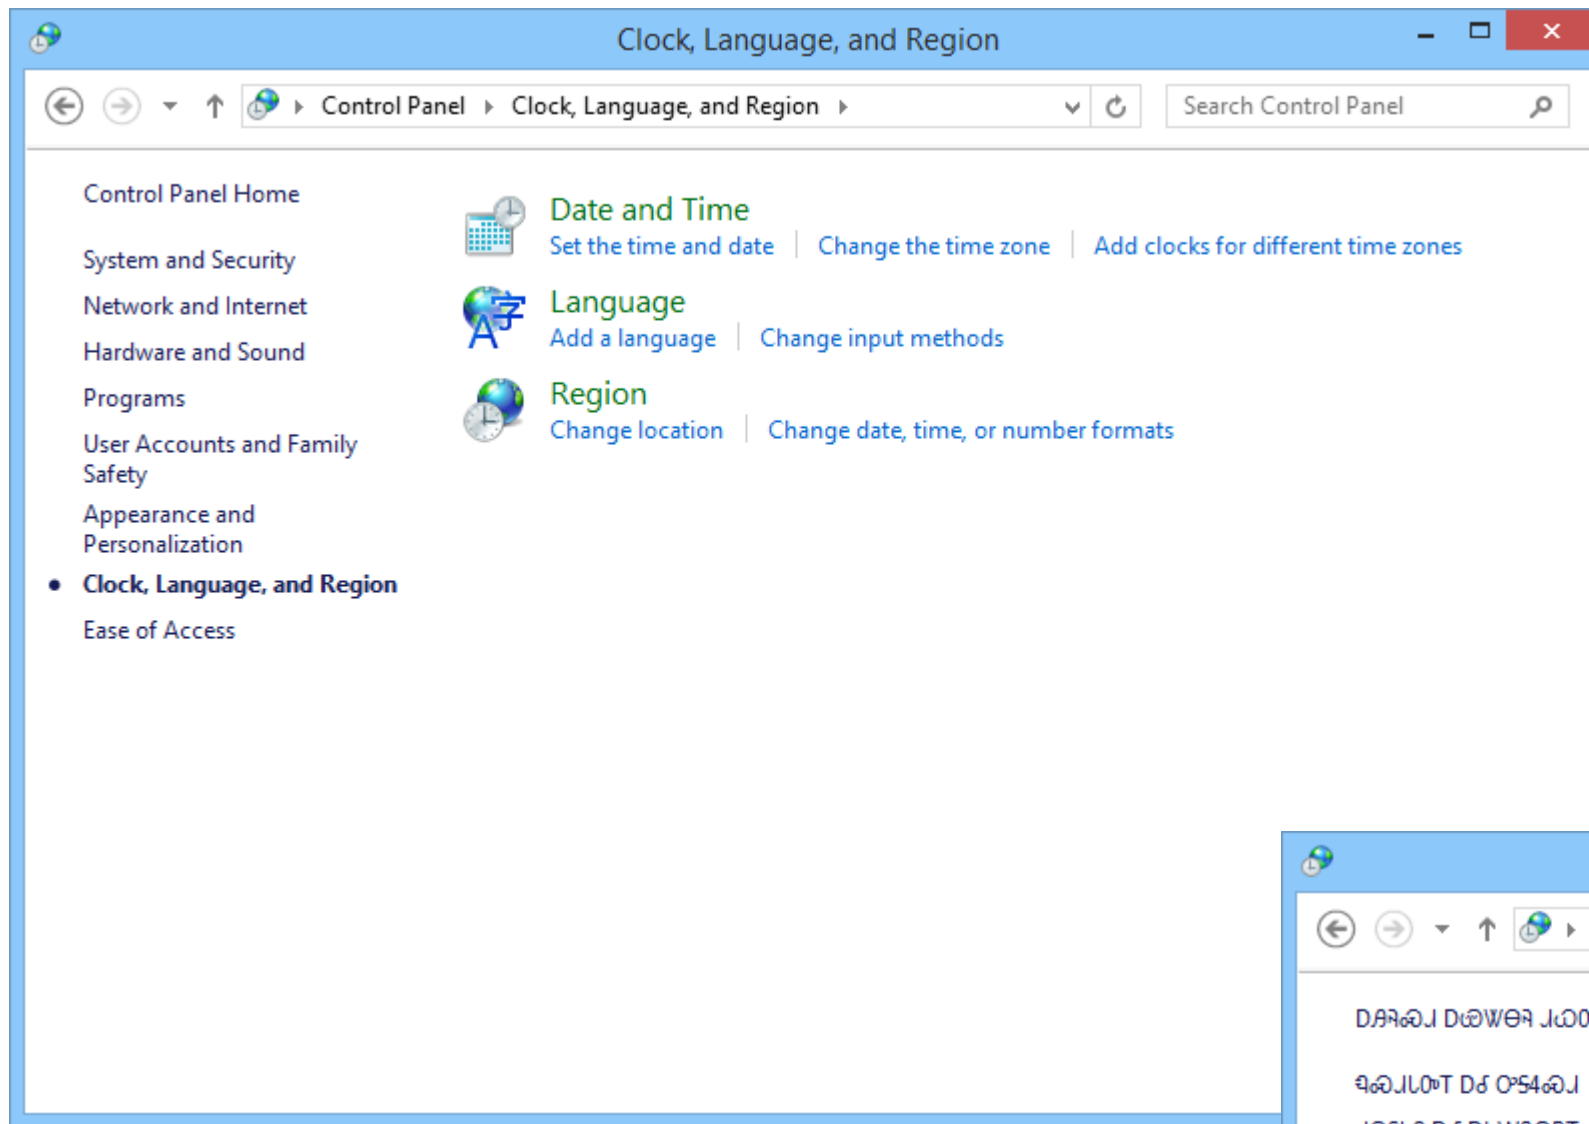 Clock, Language, and Region
Control Panel Clock, Language, and Region
Search Control Panel
Control Panel Home
System and Security
Network and Internet
Hardware and Sound
Programs
User Accounts and Family
Safety
Appearance and
Personalization
Clock, Language, and Region
Ease of Access
Date and Time
Set the time and date Change the time zone Add clocks for different time zones
Language
Add a language Change input methods
Region
Change location Change date, time, or number formats
ᎠᎴ